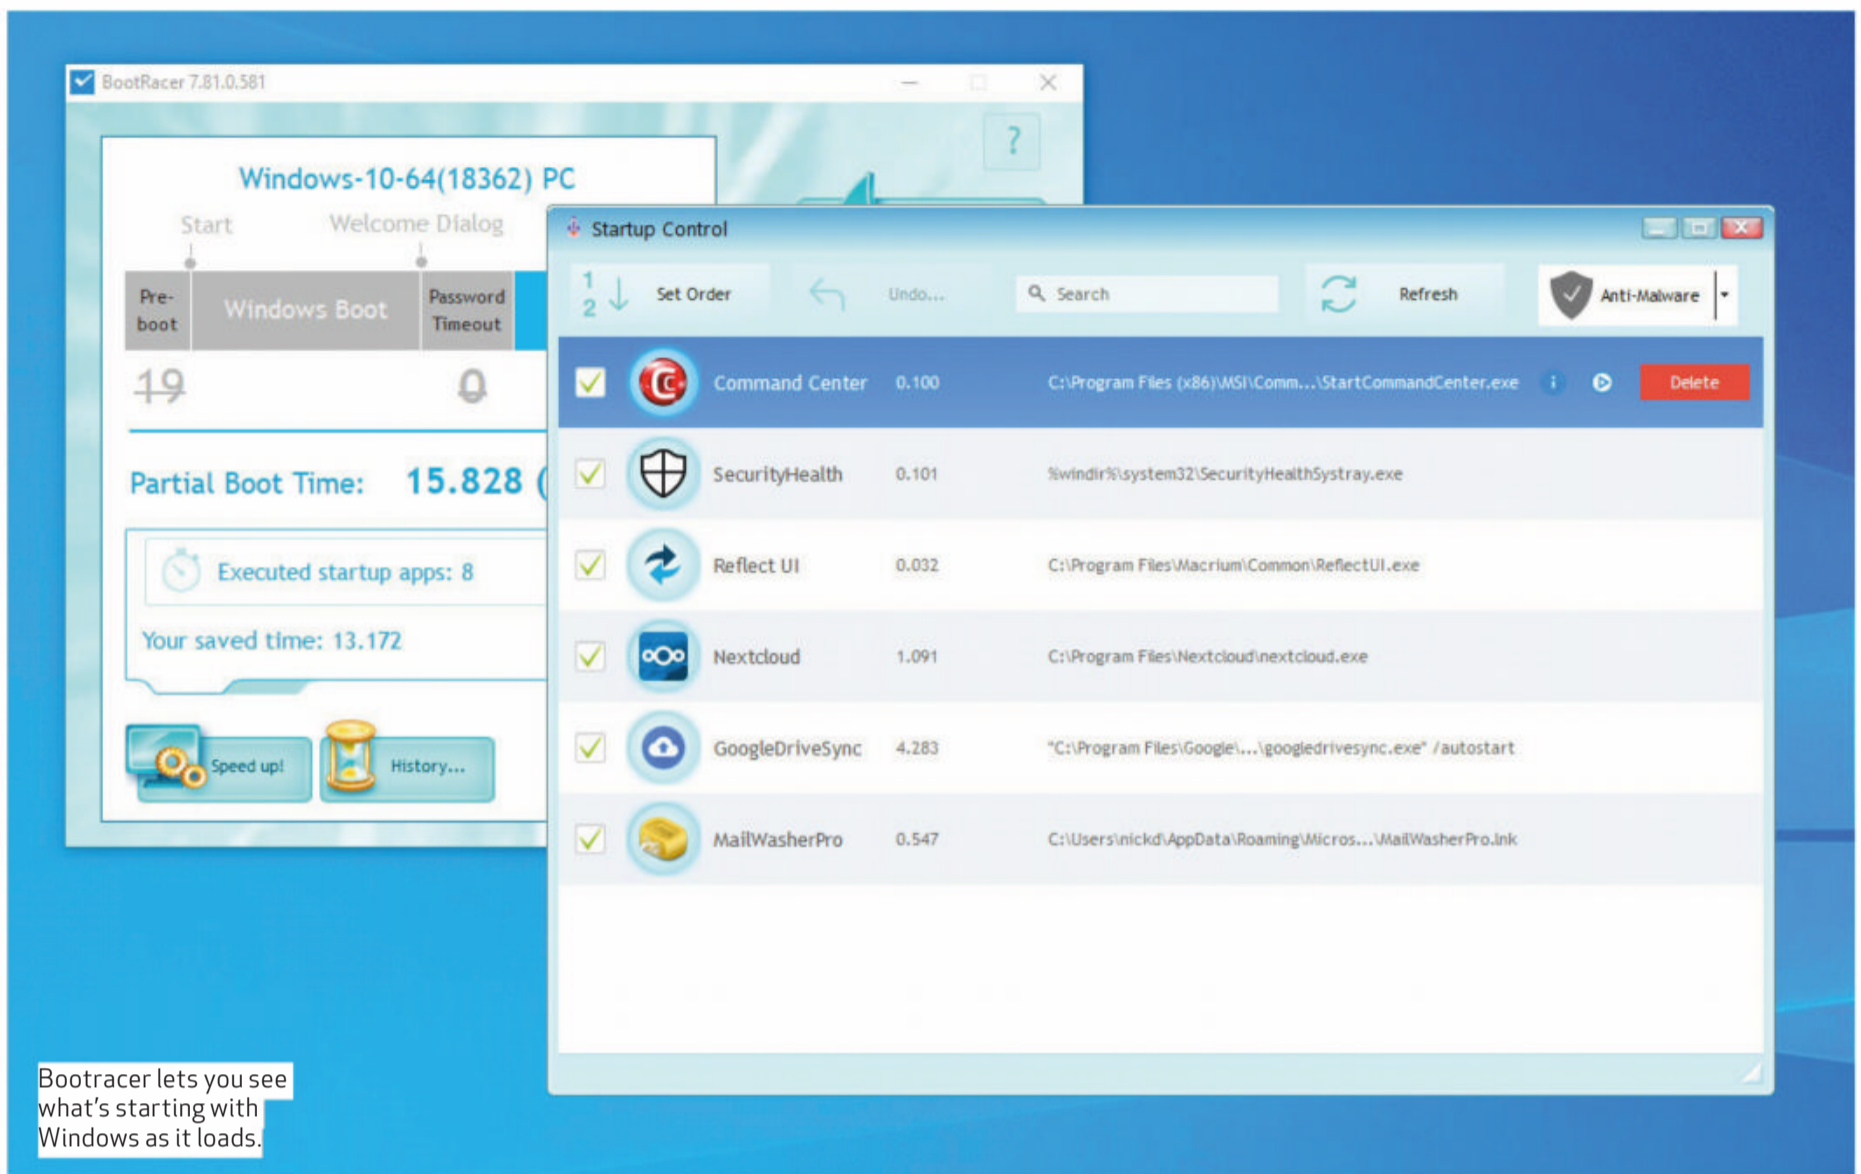 BootRacer 7.81.0.581
?
Windows-10-64(18362) PC
Start
Welcome Dialog
Pre-
boot
Windows Boot
Password
Timeout
19
0
Partial Boot Time: 15.828 (
Executed startup apps: 8
Your saved time: 13.172
Speed up!
History...
Startup Control
1
2
Set Order
Undo...
Search
Refresh
Anti-Malware
Command Center 0.100 C:\Program Files (x86)\MSI\Comm...\StartCommandCenter.exe i Delete
SecurityHealth 0.101 %windir%\system32\SecurityHealthSystray.exe
Reflect UI 0.032 C:\Program Files\Macrium\Common\ReflectUI.exe
Nextcloud 1.091 C:\Program Files\Nextcloud\nextcloud.exe
GoogleDriveSync 4.283 "C:\Program Files\Google\...\googledrivesync.exe" /autostart
MailWasherPro 0.547 C:\Users\nickd\AppData\Roaming\Micros...\MailWasherPro.lnk
Bootracer lets you see
what's starting with
Windows as it loads.